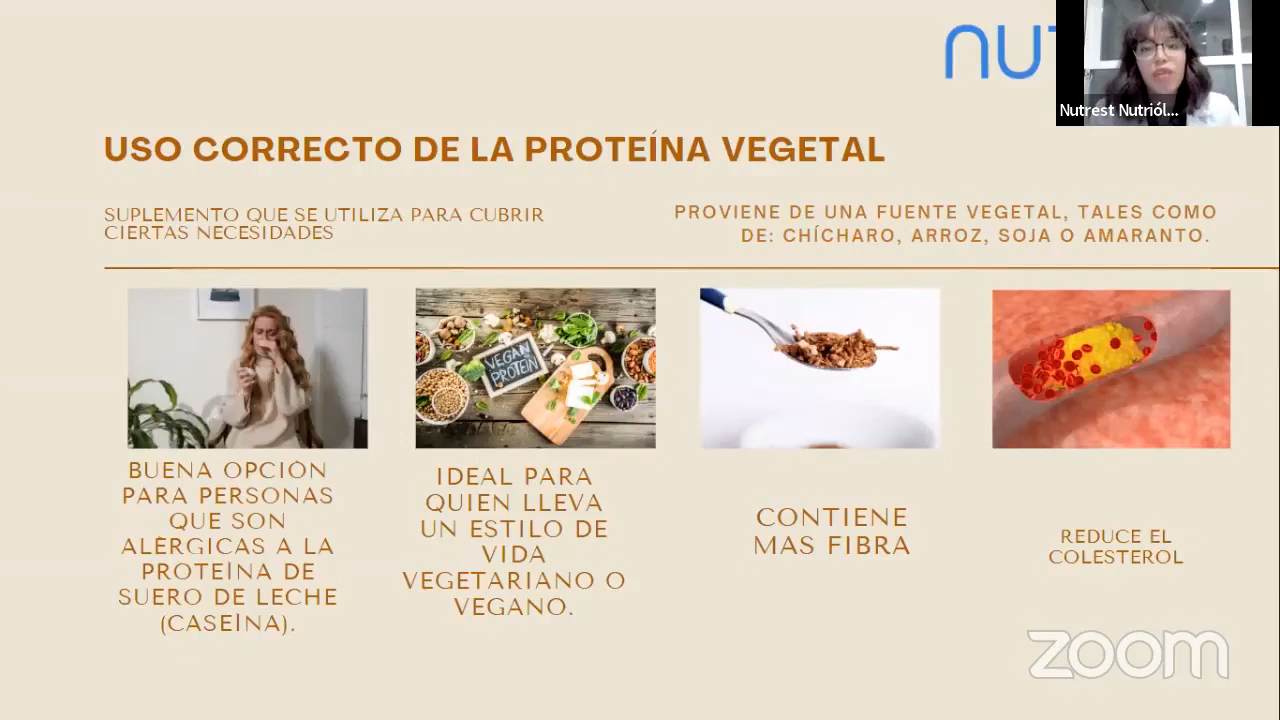 NUT
Nutrest Nutriól...
USO CORRECTO DE LA PROTEÍNA VEGETAL
SUPLEMENTO QUE SE UTILIZA PARA CUBRIR
CIERTAS NECESIDADES
PROVIENE DE UNA FUENTE VEGETAL, TALES COMO
DE: CHÍCHARO, ARROZ, SOJA O AMARANTO.
VEGAN
PROTEIN
BUENA OPCIÓN
PARA PERSONAS
QUE SON
ALÉRGICAS A LA
PROTEÍNA DE
SUERO DE LECHE
(CASEÍNA).
IDEAL PARA
QUIEN LLEVA
UN ESTILO DE
VIDA
VEGETARIANO O
VEGANO.
CONTIENE
MAS FIBRA
REDUCE EL
COLESTEROL
zoom